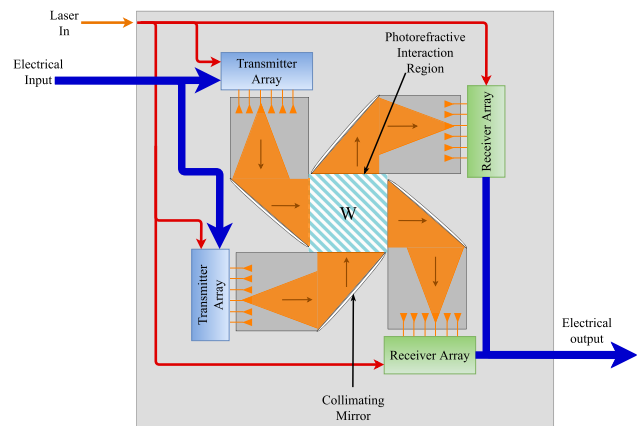 Laser
In
Electrical
Input
Transmitter
Array
Photorefractive
Interaction
Region
Receiver Array
W
Transmitter
Array
Receiver Array
Electrical
output
Collimating
Mirror